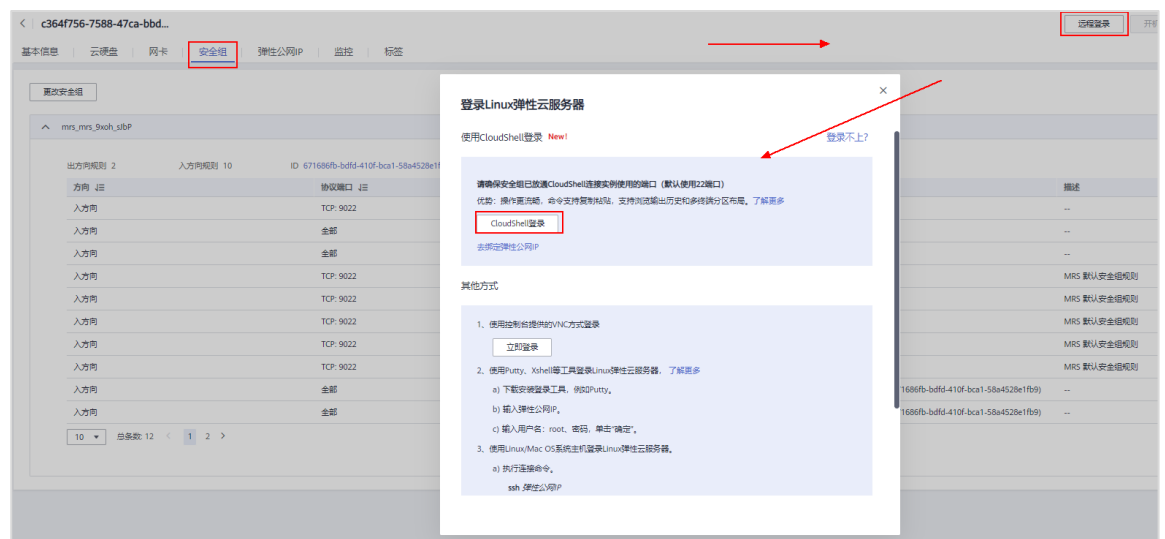 c364f756-7588-47ca-bbd...
远程登录
开机
基本信息 云硬盘 网卡 安全组 弹性公网IP 监控 标签
更改安全组
mrs_mrs_9xoh_sJbP
出方向规则 2 入方向规则 10 ID 671686fb-bdfd-410f-bca1-58a4528e1f
方向 协议端口 描述
入方向 TCP: 9022 --
入方向 全部 --
入方向 全部 --
入方向 TCP: 9022 MRS 默认安全组规则
入方向 TCP: 9022 MRS 默认安全组规则
入方向 TCP: 9022 MRS 默认安全组规则
入方向 TCP: 9022 MRS 默认安全组规则
入方向 TCP: 9022 MRS 默认安全组规则
入方向 全部 1686fb-bdfd-410f-bca1-58a4528e1fb9) --
入方向 全部 1686fb-bdfd-410f-bca1-58a4528e1fb9) --
10 总条数: 12 < 1 2 >
登录Linux弹性云服务器
使用CloudShell登录 New! 登录不上?
请确保安全组已放通CloudShell连接实例使用的端口（默认使用22端口）
优势：操作更流畅，命令支持复制粘贴，支持浏览输出历史和多终端分区布局。了解更多
CloudShell登录
去绑定弹性公网IP
其他方式
1、使用控制台提供的VNC方式登录
立即登录
2、使用Putty、Xshell等工具登录Linux弹性云服务器， 了解更多
a) 下载安装登录工具，例如Putty。
b) 输入弹性公网IP。
c) 输入用户名：root、密码，单击“确定”。
3、使用Linux/Mac OS系统主机登录Linux弹性云服务器。
a) 执行连接命令。
ssh 弹性公网IP